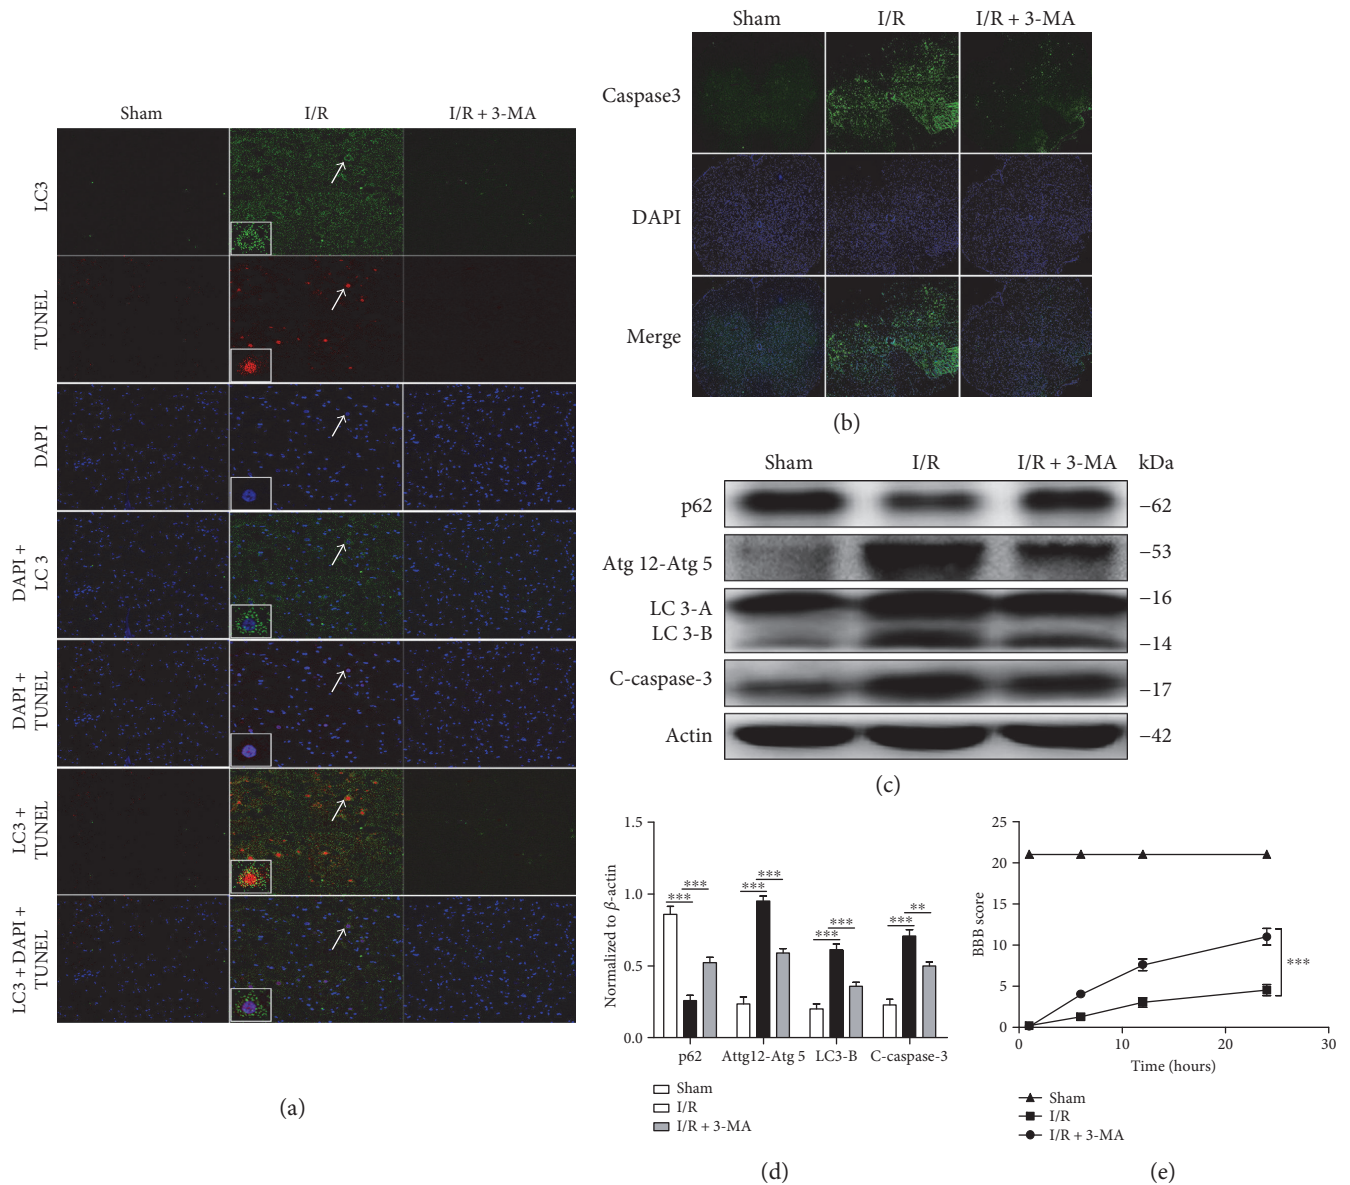 Sham I/R I/R + 3-MA
LC3
TUNEL
DAPI
DAPI +
LC 3
DAPI +
TUNEL
LC3 +
TUNEL
LC3 + DAPI +
TUNEL
(a)
Sham I/R I/R + 3-MA
Caspase3
DAPI
Merge
(b)
Sham I/R I/R + 3-MA kDa
p62 −62
Atg 12-Atg 5 −53
LC 3-A −16
LC 3-B −14
C-caspase-3 −17
Actin −42
(c)
Normalized to β-actin
1.5
1.0
0.5
0.0
*** ***
*** ***
*** ***
*** **
p62 Attg12-Atg 5 LC3-B C-caspase-3
Sham
I/R
I/R + 3-MA
(d)
BBB score
25
20
15
10
5
0
***
0 10 20 30
Time (hours)
Sham
I/R
I/R + 3-MA
(e)